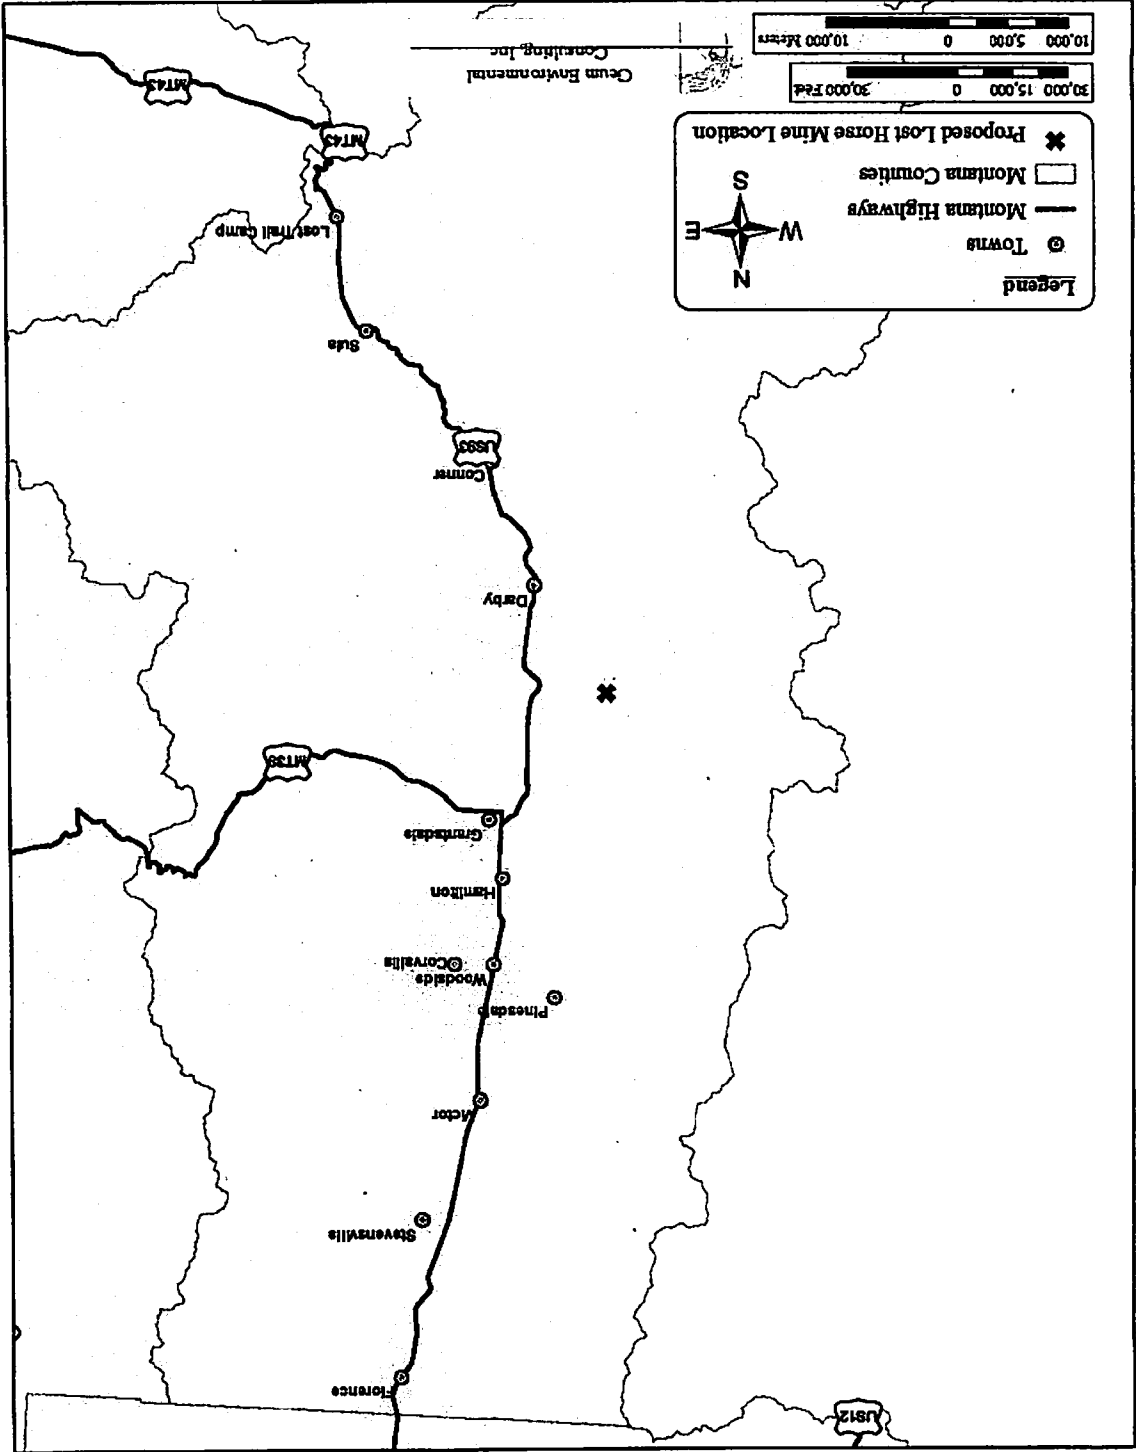 US12
Florence
Stevensville
Victor
Pinesdale
Woodside
Corvallis
Hamilton
Grantsdale
MT38
Darby
Conner
US93
Sula
Lost Trail Camp
MT43
MT43
Legend
Towns
Montana Highways
Montana Counties
Proposed Lost Horse Mine Location
N
W E
S
30,000 15,000 0 30,000 Feet
10,000 5,000 0 10,000 Meters
Geum Environmental
Consulting, Inc